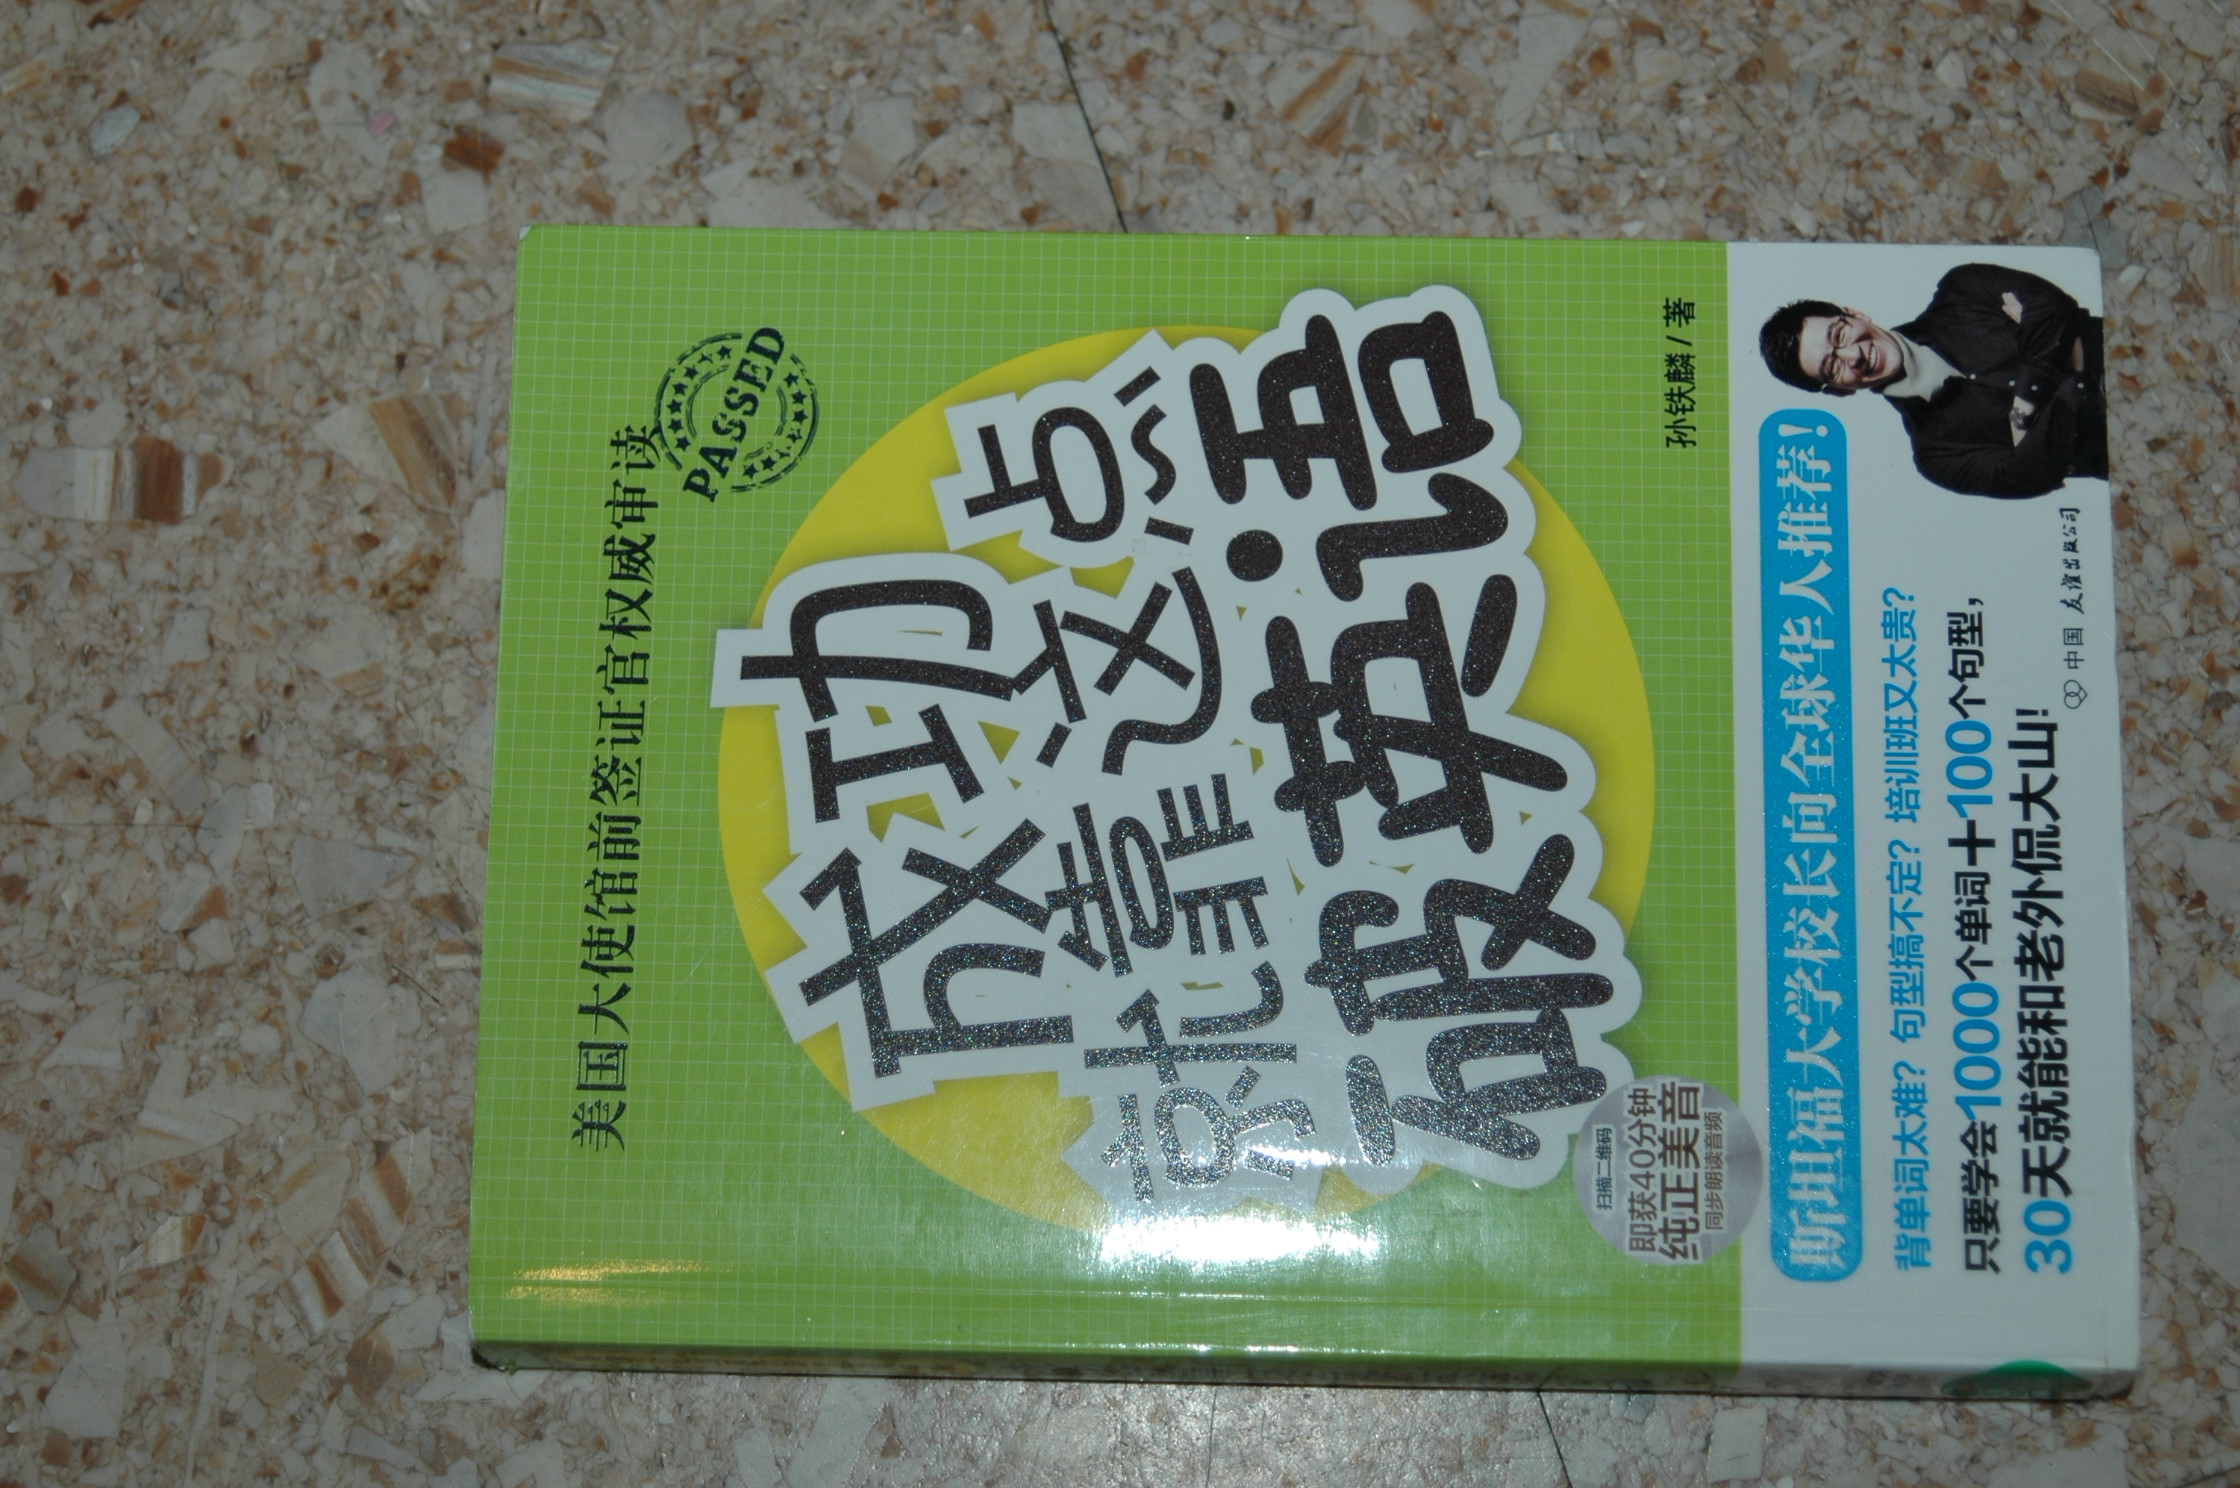 美国大使馆前签证官权威审读
PASSED
成功
就靠这点
破英语
扫描二维码
即获40分钟
纯正美音
同步朗读音频
孙铁麟/著
斯坦福大学校长向全球华人推荐！
背单词太难？句型搞不定？培训班又太贵？
只要学会1000个单词+100个句型，
30天就能和老外侃大山！
中国 友谊出版公司